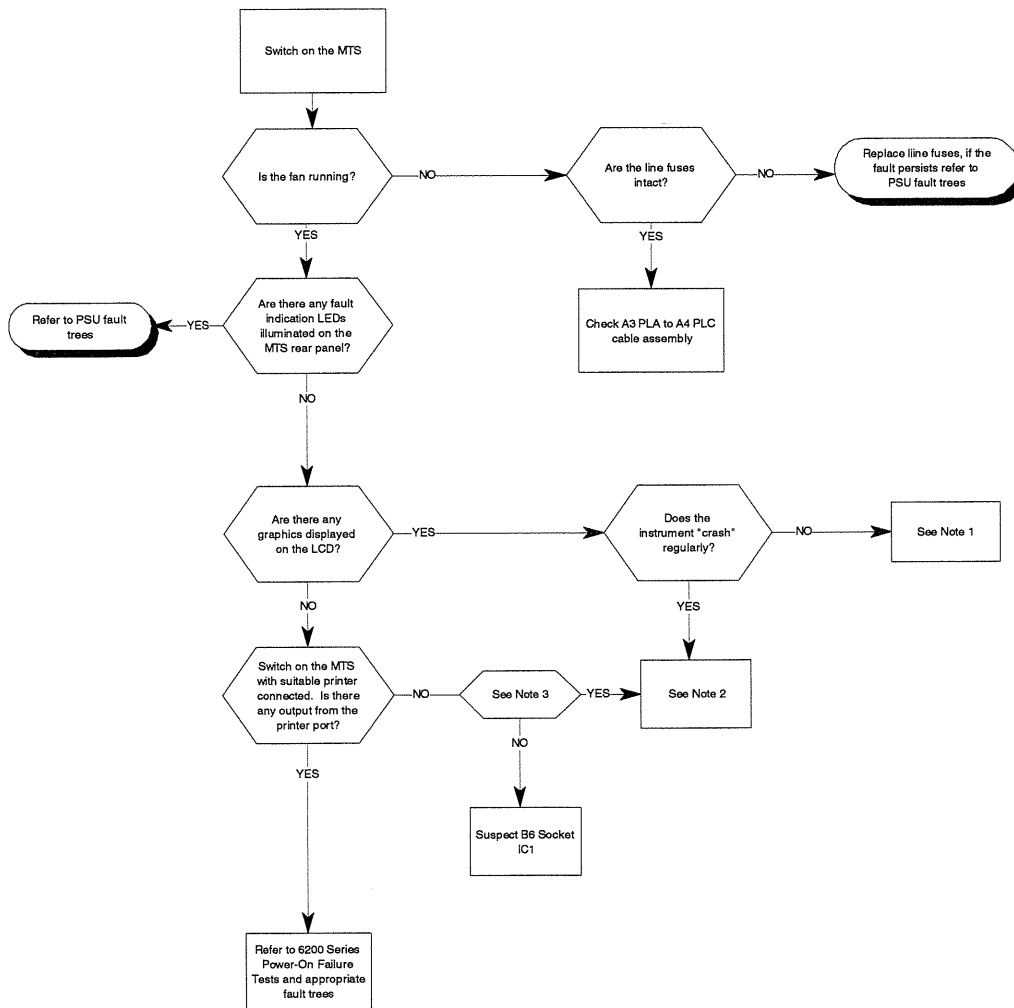 Switch on the MTS
Is the fan running?
NO
Are the line fuses
intact?
NO
Replace liine fuses, if the
fault persists refer to
PSU fault trees
YES
YES
Check A3 PLA to A4 PLC
cable assembly
Are there any fault
indication LEDs
illuminated on the
MTS rear panel?
YES
Refer to PSU fault
trees
NO
Are there any
graphics displayed
on the LCD?
YES
Does the
instrument "crash"
regularly?
NO
See Note 1
NO
YES
Switch on the MTS
with suitable printer
connected. Is there
any output from the
printer port?
NO
See Note 3
YES
See Note 2
NO
YES
Suspect B6 Socket
IC1
Refer to 6200 Series
Power-On Failure
Tests and appropriate
fault trees